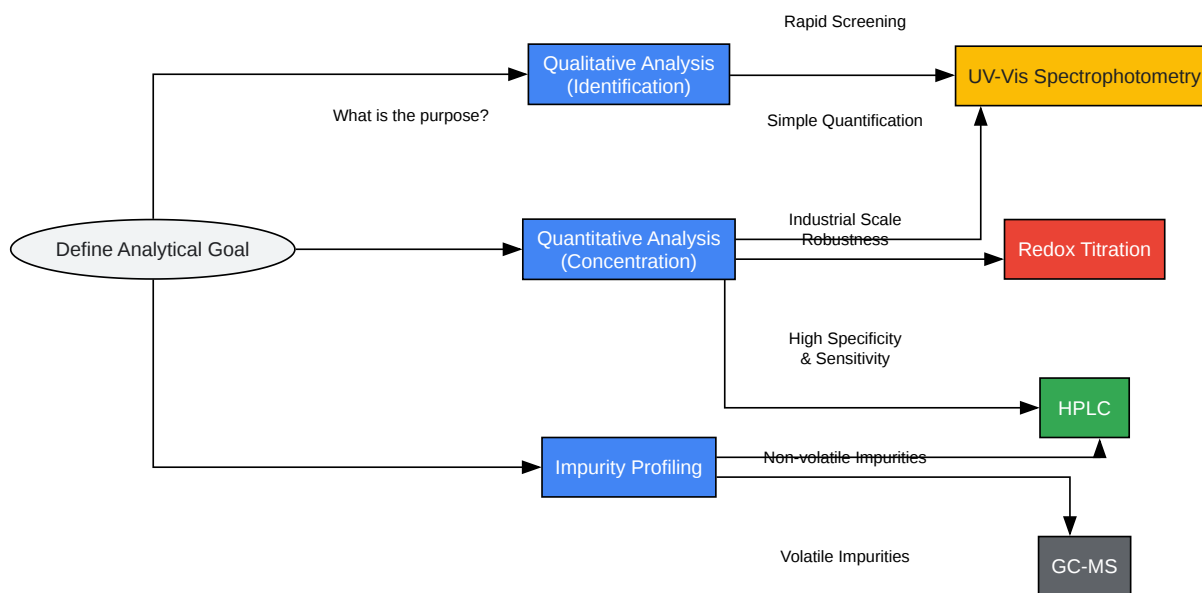 Rapid Screening
Qualitative Analysis
(Identification)
UV-Vis Spectrophotometry
What is the purpose?
Simple Quantification
Define Analytical Goal
Quantitative Analysis
(Concentration)
Industrial Scale
Robustness
Redox Titration
High Specificity
& Sensitivity
HPLC
Impurity Profiling
Non-volatile Impurities
Volatile Impurities
GC-MS